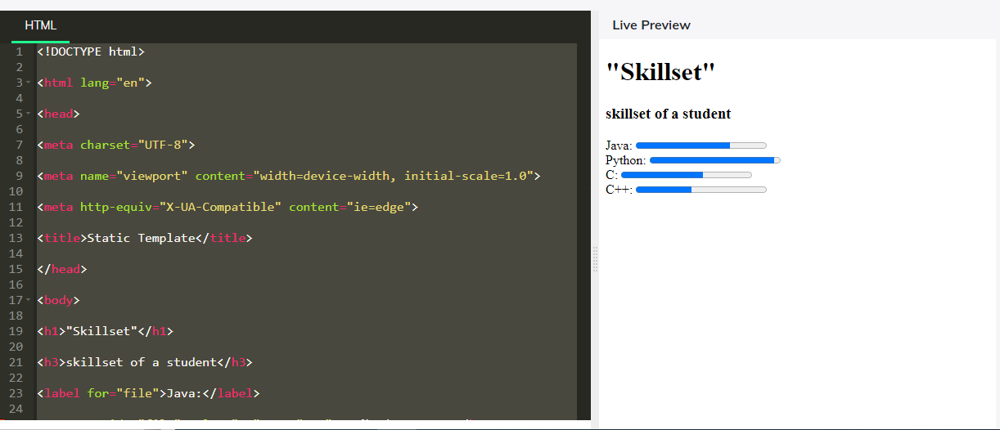 HTML
1 <!DOCTYPE html>
2
3 <html lang="en">
4
5 <head>
6
7 <meta charset="UTF-8">
8
9 <meta name="viewport" content="width=device-width, initial-scale=1.0">
10
11 <meta http-equiv="X-UA-Compatible" content="ie=edge">
12
13 <title>Static Template</title>
14
15 </head>
16
17 <body>
18
19 <h1>"Skillset"</h1>
20
21 <h3>skillset of a student</h3>
22
23 <label for="file">Java:</label>
24
Live Preview
"Skillset"
skillset of a student
Java:
Python:
C:
C++: